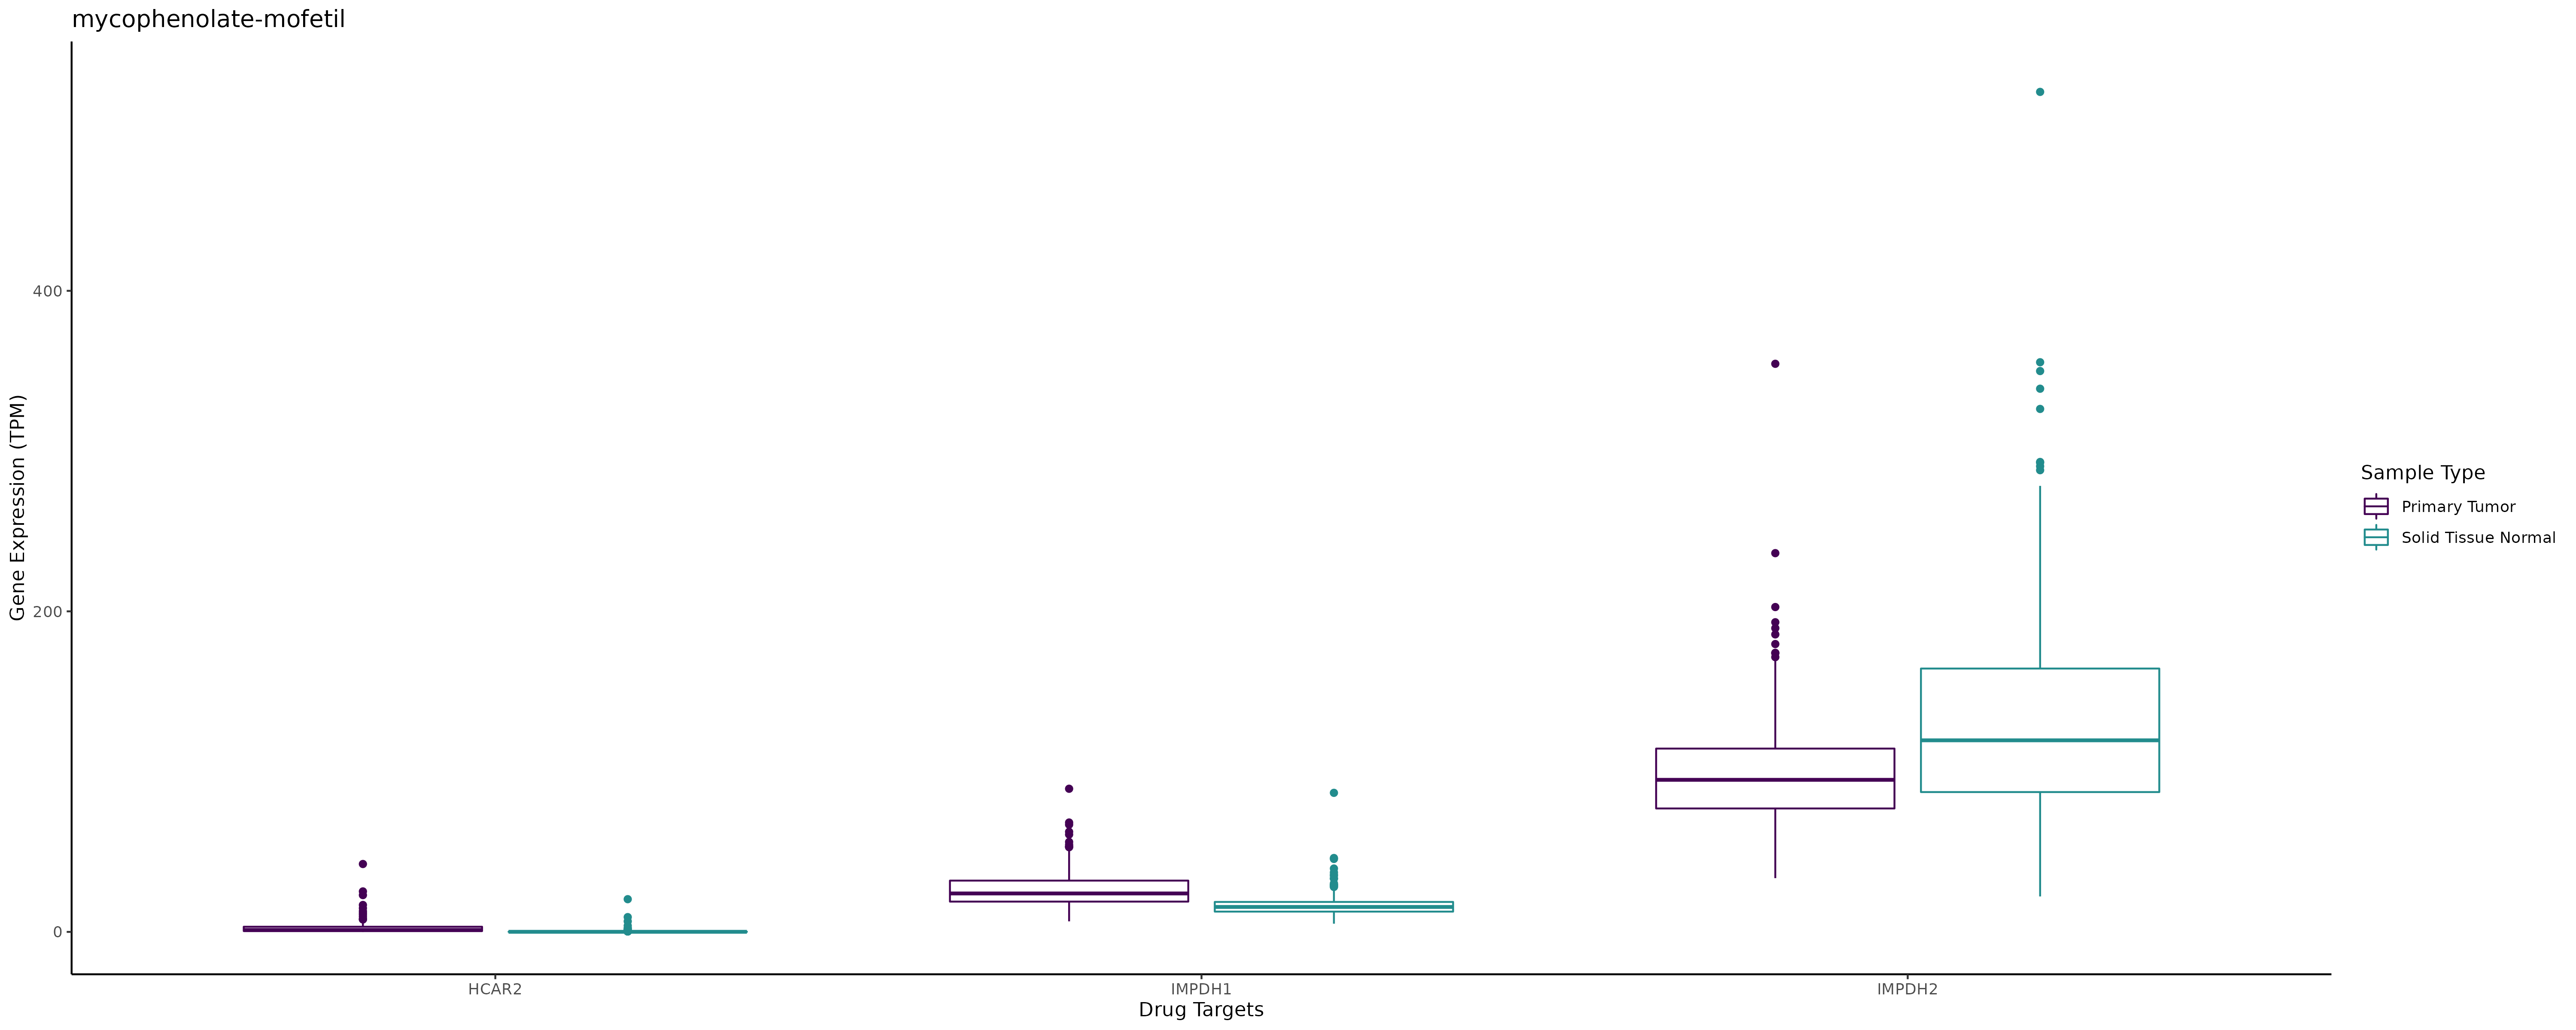 mycophenolate-mofetil
Gene Expression (TPM)
400
200
0
HCAR2
IMPDH1
IMPDH2
Drug Targets
Sample Type
Primary Tumor
Solid Tissue Normal